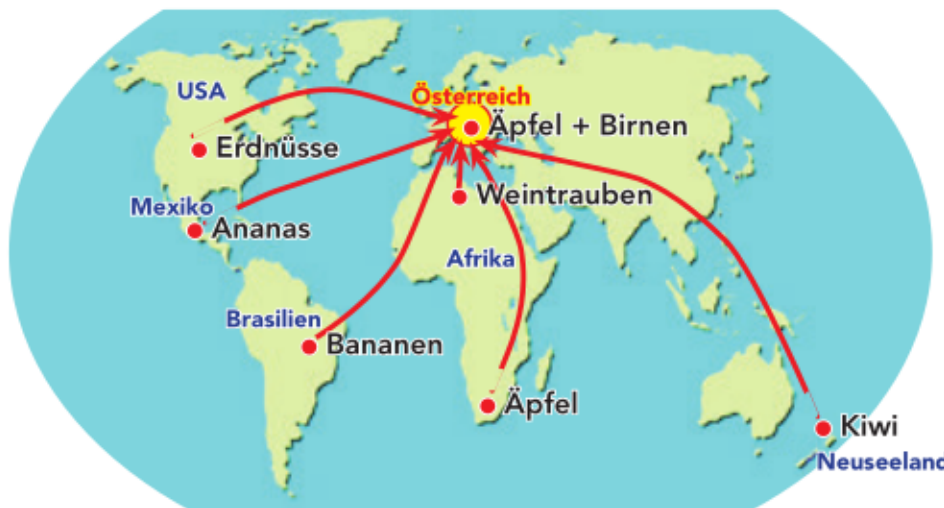 USA
Österreich
Äpfel + Birnen
Erdnüsse
Weintrauben
Mexiko
Ananas
Afrika
Brasilien
Bananen
Äpfel
Kiwi
Neuseeland